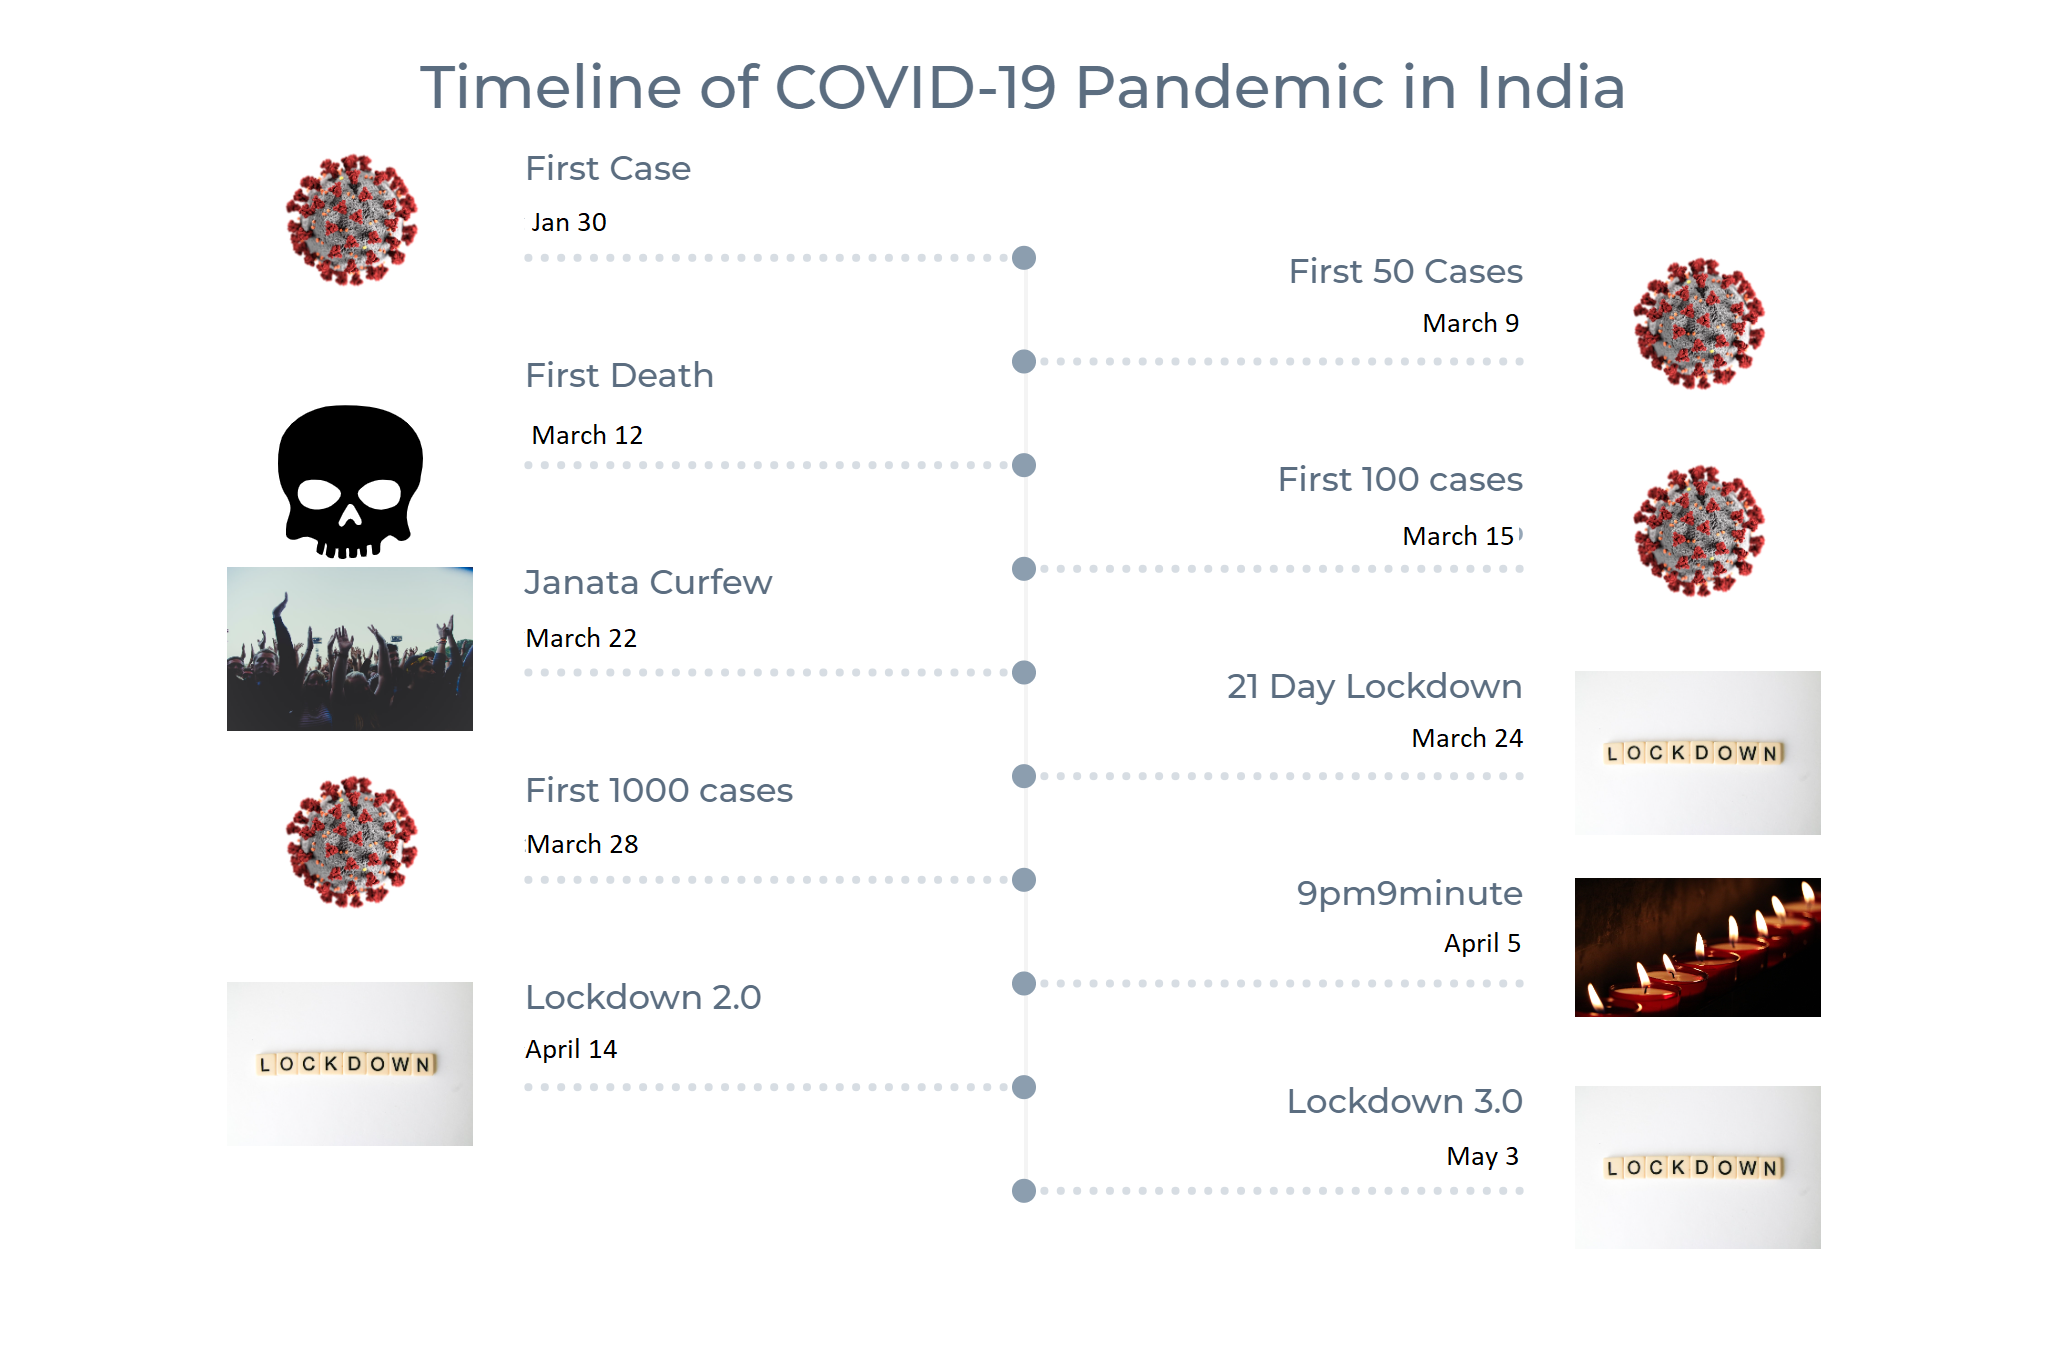 Timeline of COVID-19 Pandemic in India
First Case
Jan 30
First 50 Cases
March 9
First Death
March 12
First 100 cases
March 15
Janata Curfew
March 22
21 Day Lockdown
March 24
LOCKDOWN
First 1000 cases
March 28
9pm9minute
April 5
Lockdown 2.0
April 14
LOCKDOWN
Lockdown 3.0
May 3
LOCKDOWN